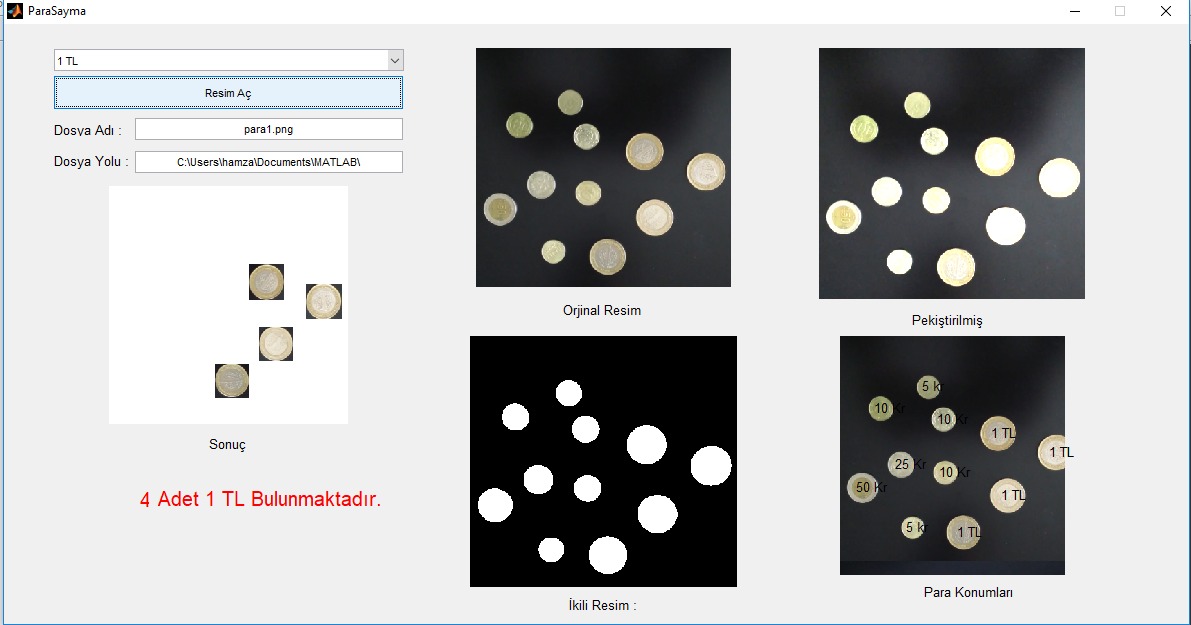 ParaSayma
1 TL
Resim Aç
Dosya Adı :
para1.png
Dosya Yolu :
C:\Users\hamza\Documents\MATLAB\
Sonuç
4 Adet 1 TL Bulunmaktadır.
Orjinal Resim
Pekiştirilmiş
İkili Resim :
5 kr
10 Kr
10 Kr
1 TL
1 TL
25 Kr
10 Kr
50 Kr
1 TL
5 kr
1 TL
Para Konumları